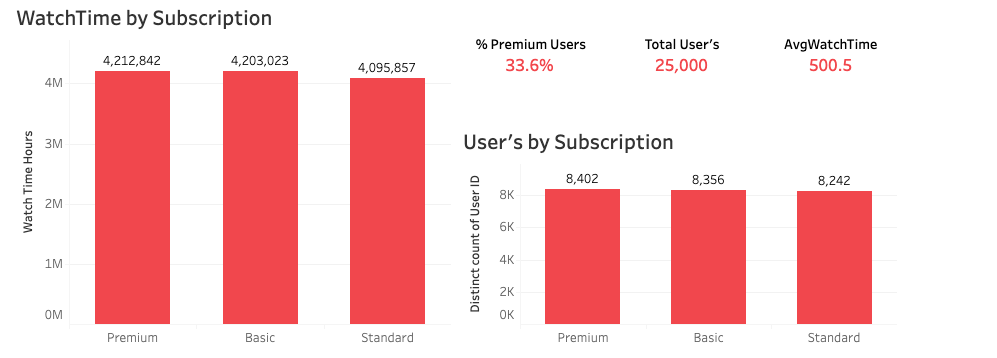 WatchTime by Subscription
4,212,842
4,203,023
4,095,857
4M
3M
2M
1M
0M
Watch Time Hours
Premium
Basic
Standard
% Premium Users
33.6%
Total User's
25,000
AvgWatchTime
500.5
User's by Subscription
8,402
8,356
8,242
8K
6K
4K
2K
0K
Distinct count of User ID
Premium
Basic
Standard